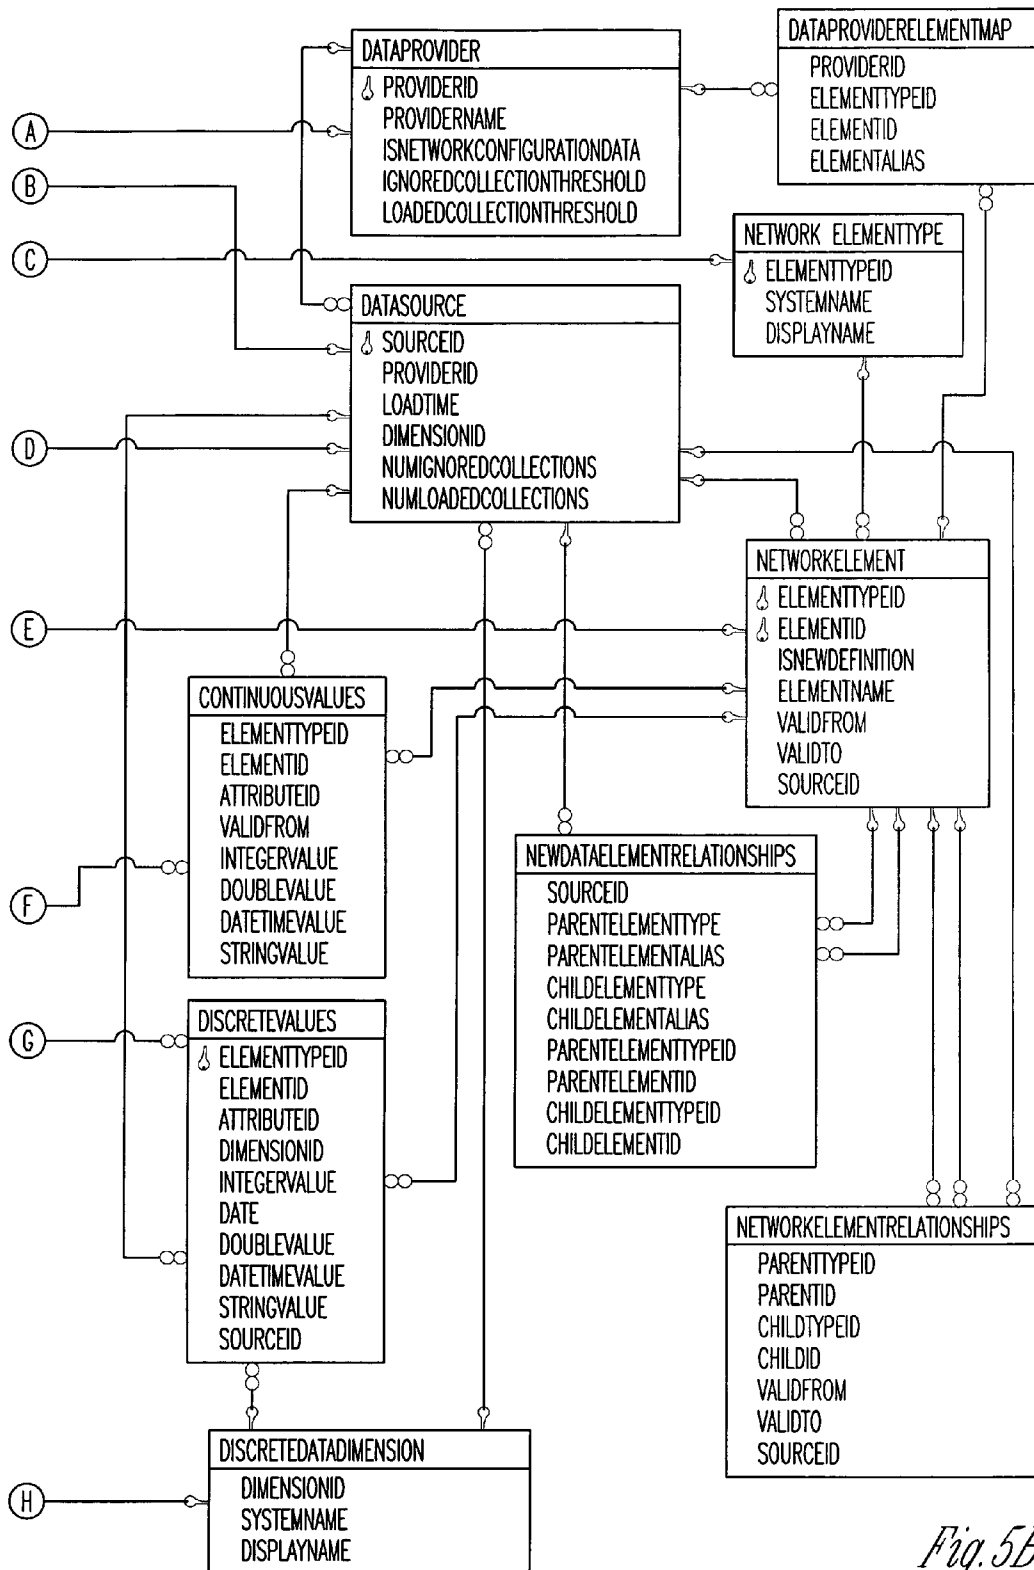 DATAPROVIDER
PROVIDERID
PROVIDERNAME
ISNETWORKCONFIGURATIONDATA
IGNOREDCOLLECTIONTHRESHOLD
LOADEDCOLLECTIONTHRESHOLD
DATAPROVIDERELEMENTMAP
PROVIDERID
ELEMENTTYPEID
ELEMENTID
ELEMENTALIAS
A
B
C
NETWORK ELEMENTTYPE
ELEMENTTYPEID
SYSTEMNAME
DISPLAYNAME
DATASOURCE
SOURCEID
PROVIDERID
LOADTIME
DIMENSIONID
NUMIGNOREDCOLLECTIONS
NUMLOADEDCOLLECTIONS
D
NETWORKELEMENT
ELEMENTTYPEID
ELEMENTID
ISNEWDEFINITION
ELEMENTNAME
VALIDFROM
VALIDTO
SOURCEID
E
CONTINUOUSVALUES
ELEMENTTYPEID
ELEMENTID
ATTRIBUTEID
VALIDFROM
INTEGERVALUE
DOUBLEVALUE
DATETIMEVALUE
STRINGVALUE
F
NEWDATAELEMENTRELATIONSHIPS
SOURCEID
PARENTELEMENTTYPE
PARENTELEMENTALIAS
CHILDELEMENTTYPE
CHILDELEMENTALIAS
PARENTELEMENTTYPEID
PARENTELEMENTID
CHILDELEMENTTYPEID
CHILDELEMENTID
G
DISCRETEVALUES
ELEMENTTYPEID
ELEMENTID
ATTRIBUTEID
DIMENSIONID
INTEGERVALUE
DATE
DOUBLEVALUE
DATETIMEVALUE
STRINGVALUE
SOURCEID
NETWORKELEMENTRELATIONSHIPS
PARENTTYPEID
PARENTID
CHILDTYPEID
CHILDID
VALIDFROM
VALIDTO
SOURCEID
H
DISCRETEDATADIMENSION
DIMENSIONID
SYSTEMNAME
DISPLAYNAME
Fig. 5B